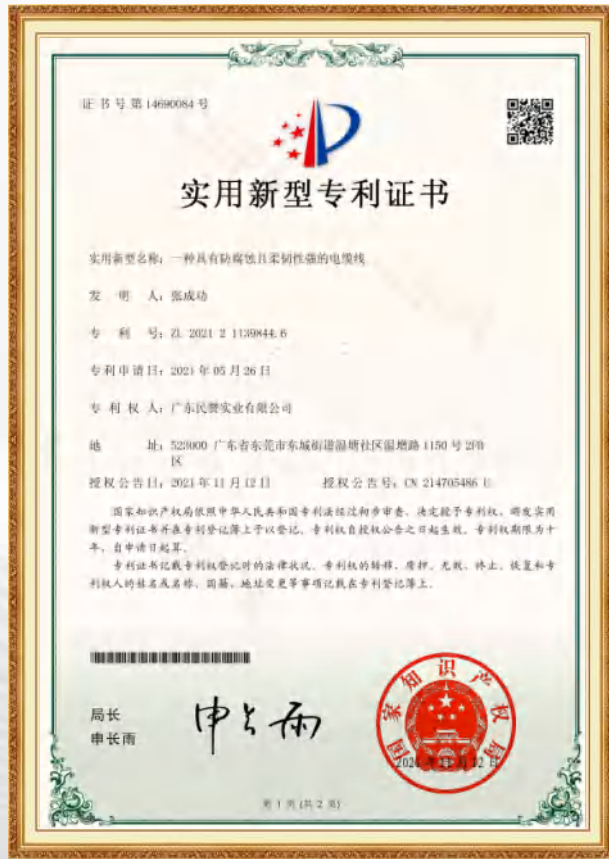 证书号第14690084号
实用新型专利证书
实用新型名称：一种具有防腐蚀且柔韧性强的电缆线
发明人：张成功
专利号：ZL 2021 2 1139844.6
专利申请日：2021年05月26日
专利权人：广东民赞实业有限公司
地址：523000 广东省东莞市东城街道温塘社区温塘路1150号2
区
授权公告日：2021年11月12日 授权公告号：CN 214705486 U
国家知识产权局依照中华人民共和国专利法经过初步审查，决定授予专利权，颁发实用
新型专利证书并在专利登记簿上予以登记。专利权自授权公告之日起生效。专利权期限为十
年，自申请日起算。
专利证书记载专利权登记时的法律状况。专利权的转移、质押、无效、终止、恢复和专
利权人的姓名或名称、国籍、地址变更等事项记载在专利登记簿上。
局长
申长雨
申长雨
国家知识产权局
2021年11月12日
第1页(共2页)